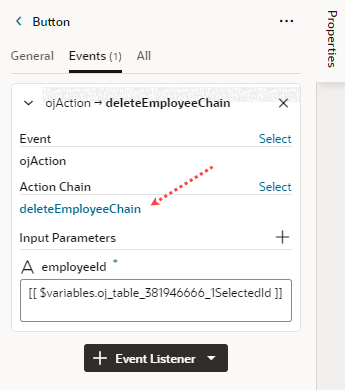 Button
Properties
General Events (1) All
ojAction → deleteEmployeeChain
Event Select
ojAction
Action Chain Select
deleteEmployeeChain
Input Parameters
A employeeId *
[[ $variables.oj_table_381946666_1SelectedId ]]
+ Event Listener